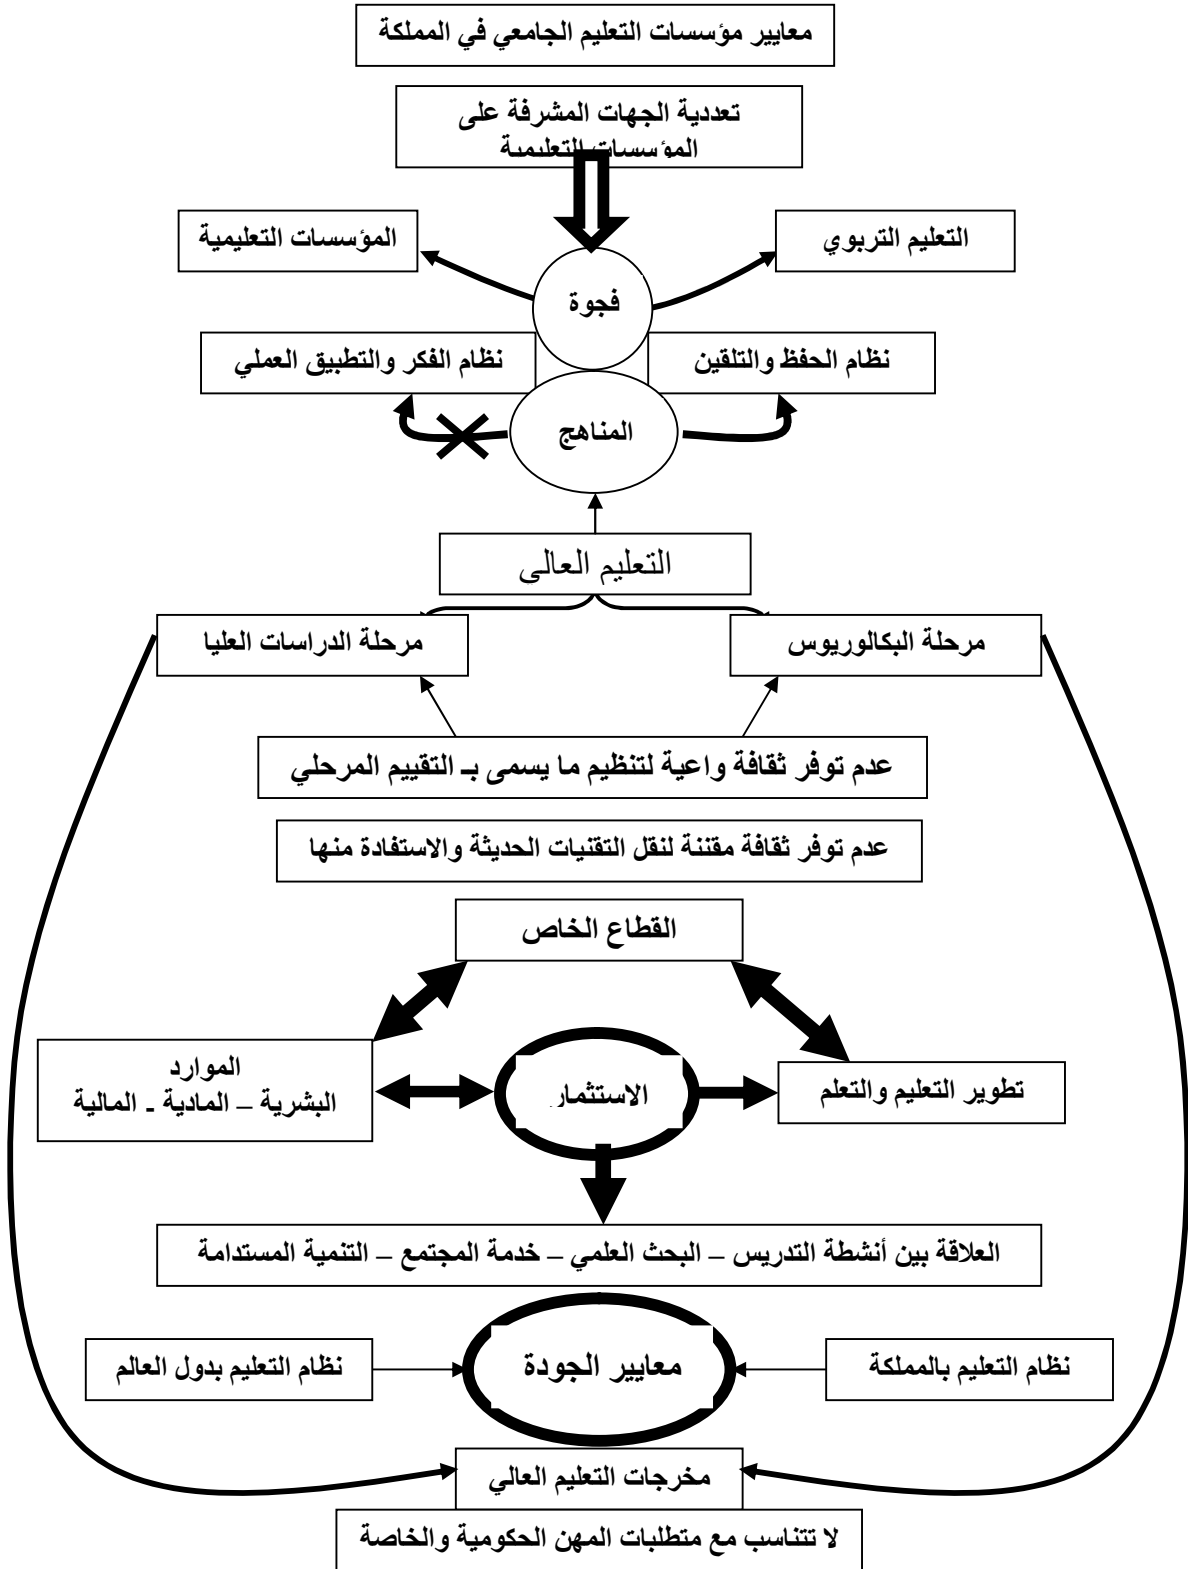 معايير مؤسسات التعليم الجامعي في المملكة
تعددية الجهات المشرفة على
المؤسسات التعليمية
التعليم التربوي
المؤسسات التعليمية
فجوة
نظام الحفظ والتلقين
نظام الفكر والتطبيق العملي
المناهج
التعليم العالى
مرحلة البكالوريوس
مرحلة الدراسات العليا
عدم توفر ثقافة واعية لتنظيم ما يسمى بـ التقييم المرحلي
عدم توفر ثقافة مقننة لنقل التقنيات الحديثة والاستفادة منها
القطاع الخاص
تطوير التعليم والتعلم
الاستثمار
الموارد
البشرية – المادية - المالية
العلاقة بين أنشطة التدريس – البحث العلمي – خدمة المجتمع – التنمية المستدامة
نظام التعليم بالمملكة
معايير الجودة
نظام التعليم بدول العالم
مخرجات التعليم العالي
لا تتناسب مع متطلبات المهن الحكومية والخاصة